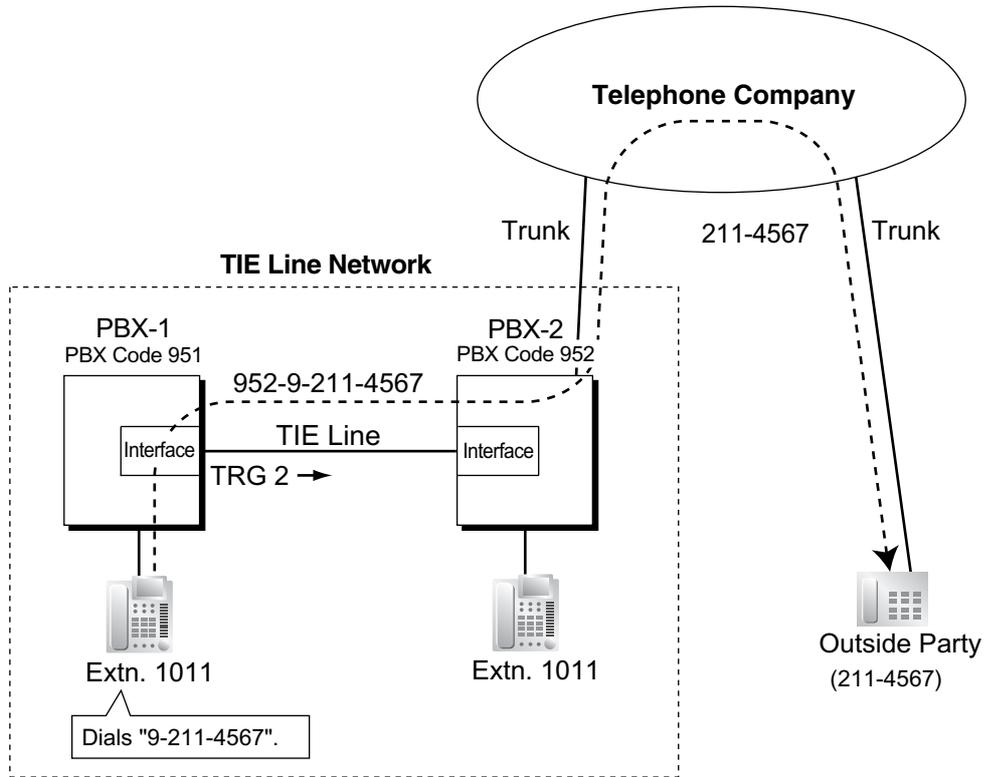 Telephone Company
Trunk
211-4567
Trunk
TIE Line Network
PBX-1
PBX Code 951
PBX-2
PBX Code 952
952-9-211-4567
Interface
TIE Line
Interface
TRG 2
Extn. 1011
Extn. 1011
Outside Party
(211-4567)
Dials "9-211-4567".